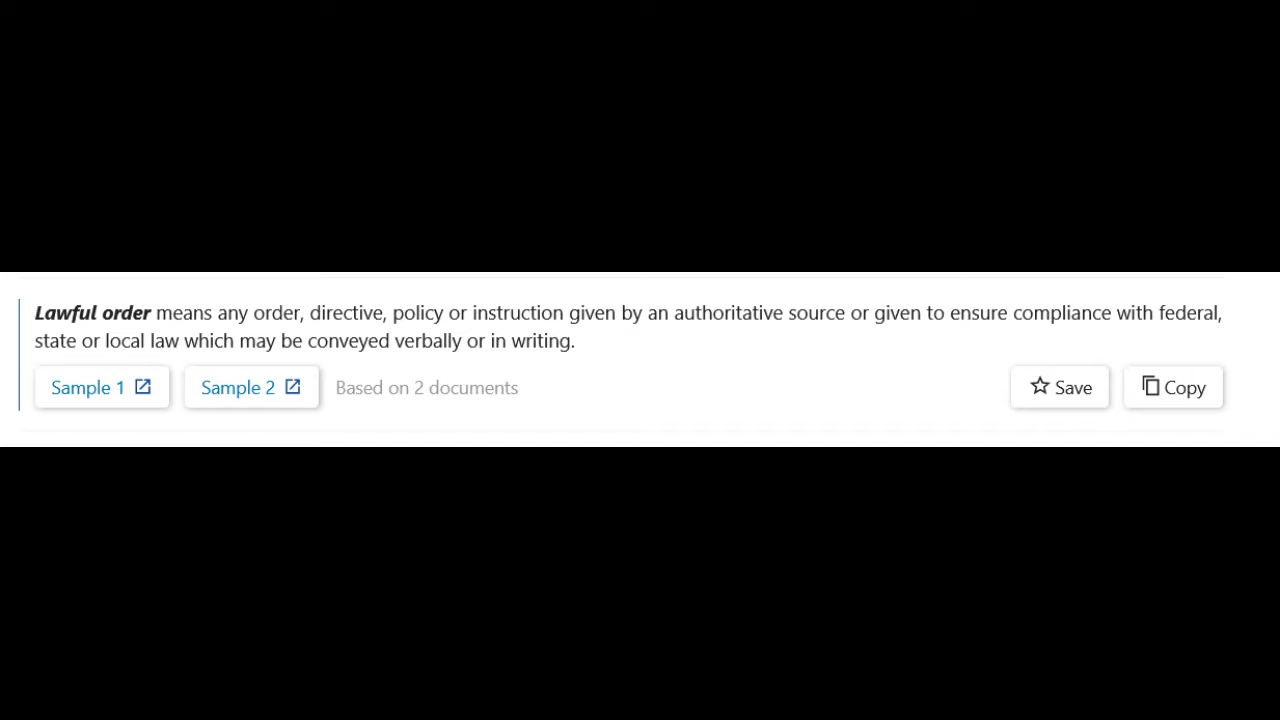 Lawful order means any order, directive, policy or instruction given by an authoritative source or given to ensure compliance with federal,
state or local law which may be conveyed verbally or in writing.
Sample 1 Sample 2 Based on 2 documents Save Copy